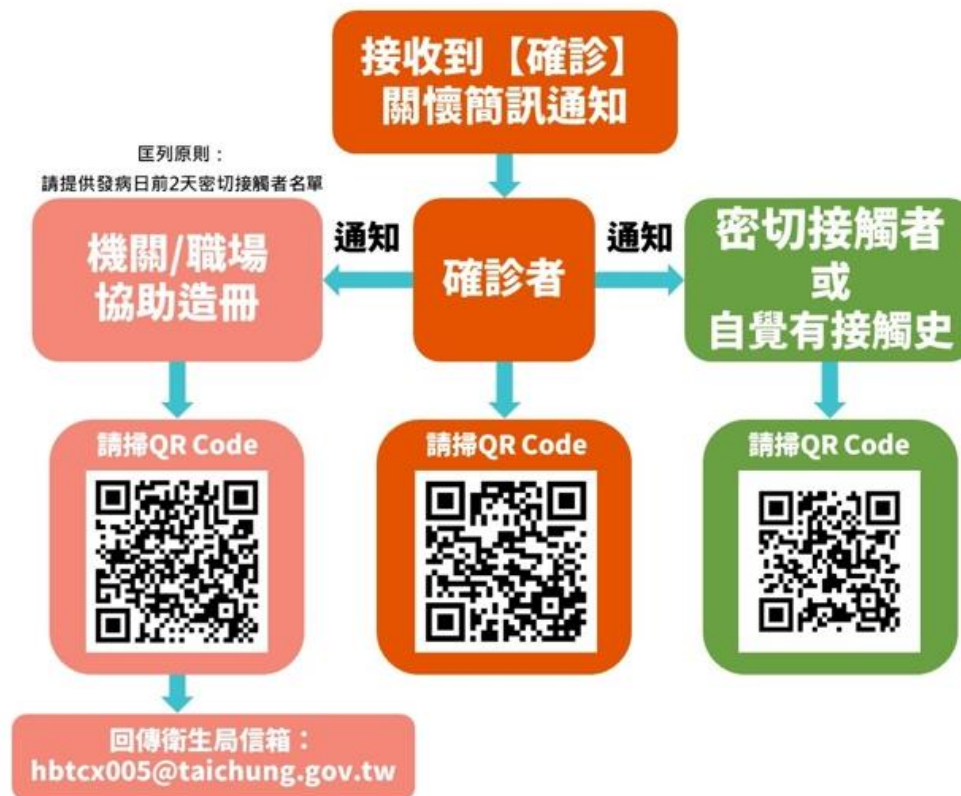 接收到【確診】
關懷簡訊通知
匡列原則：
請提供發病日前2天密切接觸者名單
機關/職場
協助造冊
通知
確診者
通知
密切接觸者
或
自覺有接觸史
請掃QR Code
請掃QR Code
請掃QR Code
回傳衛生局信箱：
hbtcx005@taichung.gov.tw